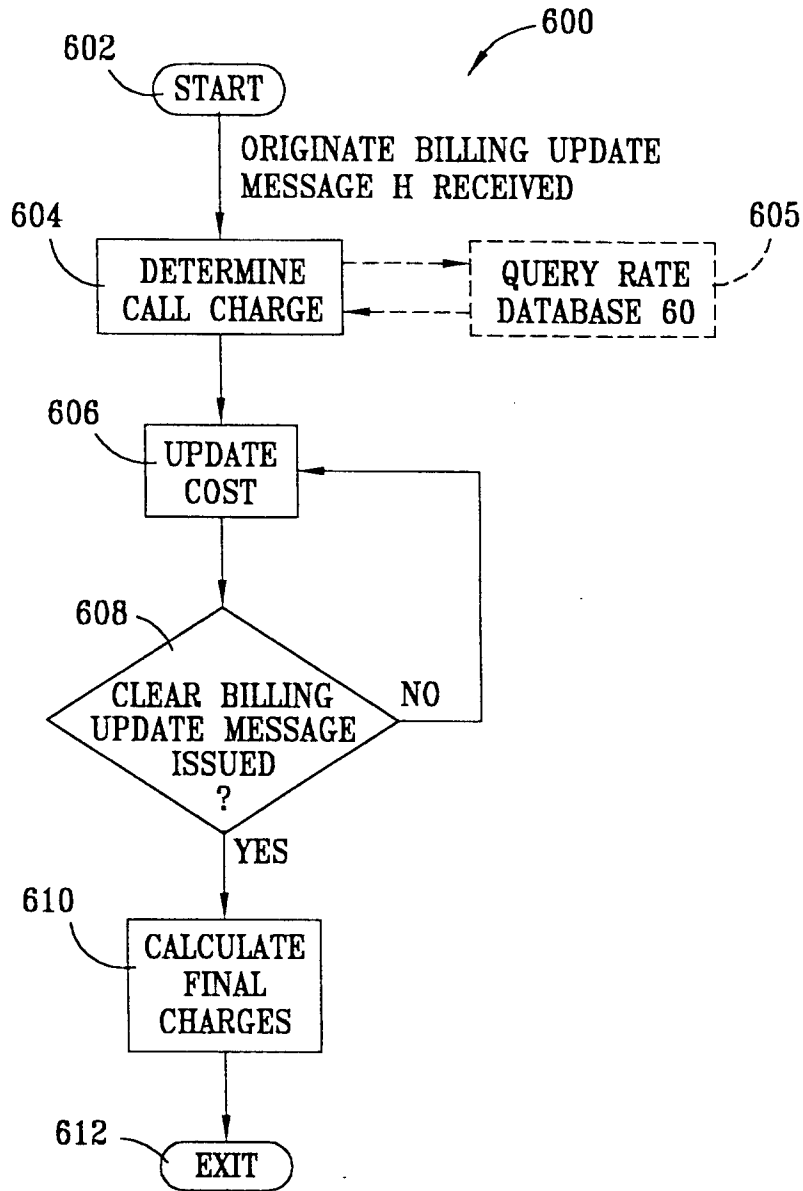 600
602
START
ORIGINATE BILLING UPDATE
MESSAGE H RECEIVED
604
605
DETERMINE
CALL CHARGE
QUERY RATE
DATABASE 60
606
UPDATE
COST
608
CLEAR BILLING
UPDATE MESSAGE
ISSUED
?
NO
YES
610
CALCULATE
FINAL
CHARGES
612
EXIT